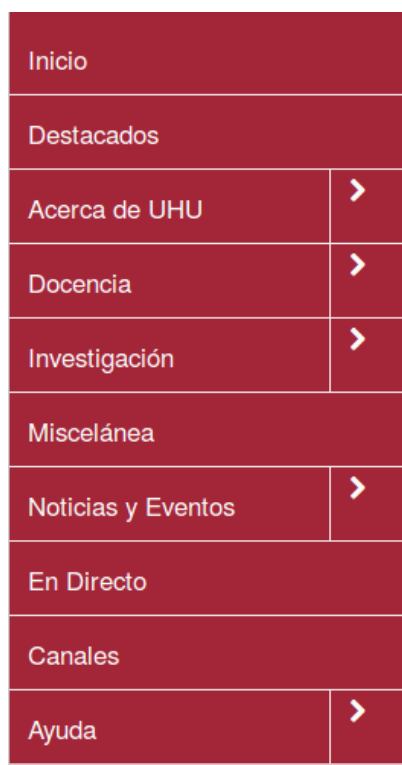 Inicio
Destacados
Acerca de UHU
Docencia
Investigación
Miscelánea
Noticias y Eventos
En Directo
Canales
Ayuda